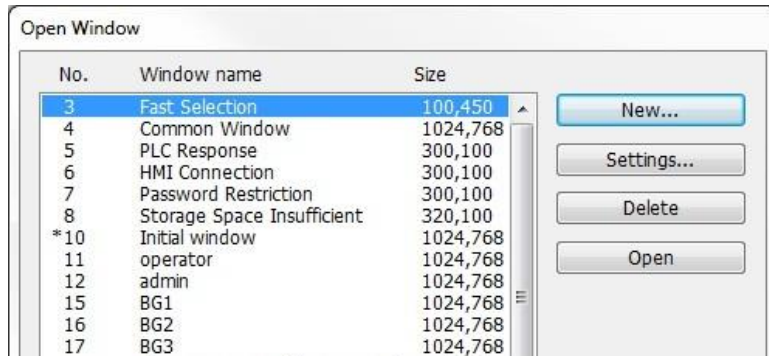 Open Window
No. Window name Size
3 Fast Selection 100,450
New...
4 Common Window 1024,768
5 PLC Response 300,100
6 HMI Connection 300,100
Settings...
7 Password Restriction 300,100
8 Storage Space Insufficient 320,100
Delete
*10 Initial window 1024,768
11 operator 1024,768
Open
12 admin 1024,768
15 BG1 1024,768
16 BG2 1024,768
17 BG3 1024,768